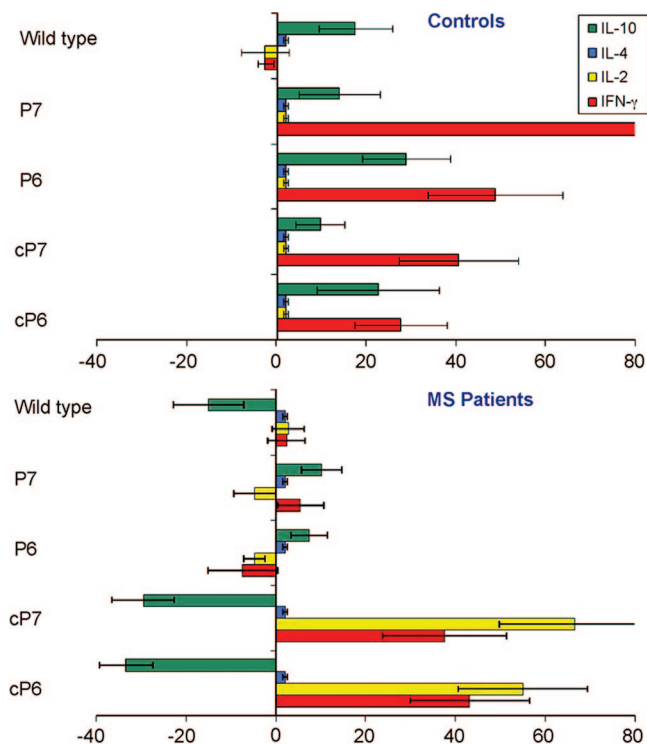 Controls
IL-10
IL-4
IL-2
IFN-γ
Wild type
P7
P6
cP7
cP6
-40 -20 0 20 40 60 80
MS Patients
Wild type
P7
P6
cP7
cP6
-40 -20 0 20 40 60 80